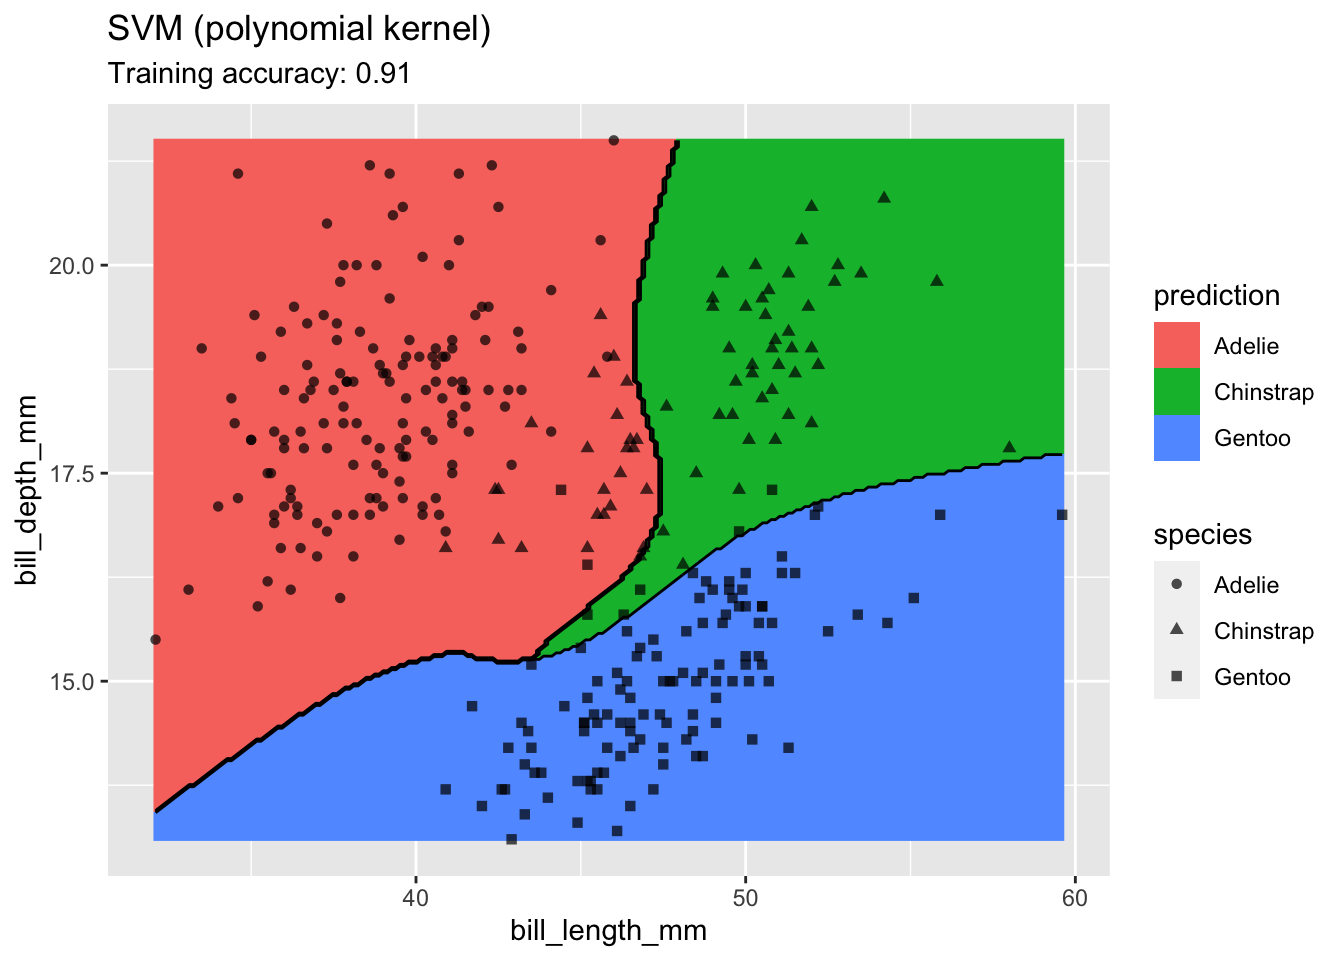 SVM (polynomial kernel)
Training accuracy: 0.91
20.0
17.5
15.0
bill_depth_mm
40
50
60
bill_length_mm
prediction
Adelie
Chinstrap
Gentoo
species
Adelie
Chinstrap
Gentoo